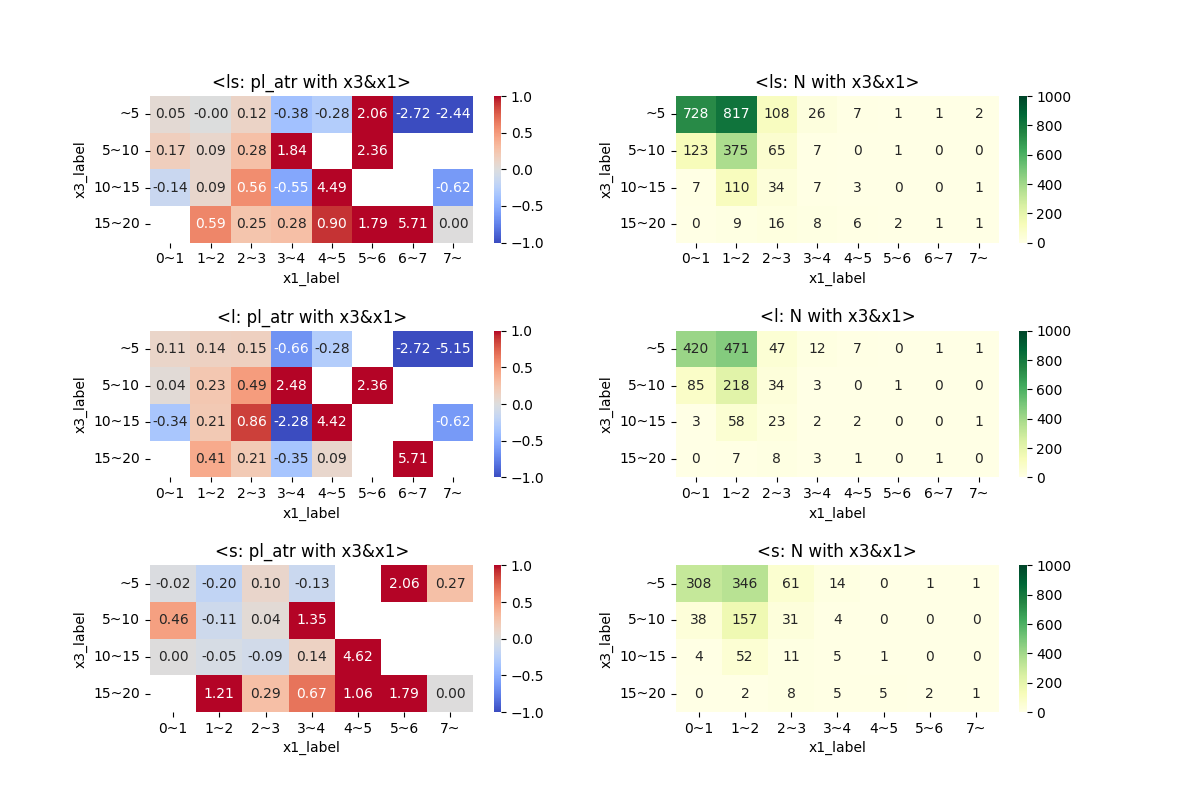 <ls: pl_atr with x3&x1>
x3_label
~5 0.05 -0.00 0.12 -0.38 -0.28 2.06 -2.72 -2.44
5~10 0.17 0.09 0.28 1.84 2.36
10~15 -0.14 0.09 0.56 -0.55 4.49 -0.62
15~20 0.59 0.25 0.28 0.90 1.79 5.71 0.00
0~1 1~2 2~3 3~4 4~5 5~6 6~7 7~
x1_label
1.0
0.5
0.0
−0.5
−1.0
<ls: N with x3&x1>
x3_label
~5 728 817 108 26 7 1 1 2
5~10 123 375 65 7 0 1 0 0
10~15 7 110 34 7 3 0 0 1
15~20 0 9 16 8 6 2 1 1
0~1 1~2 2~3 3~4 4~5 5~6 6~7 7~
x1_label
1000
800
600
400
200
0
<l: pl_atr with x3&x1>
x3_label
~5 0.11 0.14 0.15 -0.66 -0.28 -2.72 -5.15
5~10 0.04 0.23 0.49 2.48 2.36
10~15 -0.34 0.21 0.86 -2.28 4.42 -0.62
15~20 0.41 0.21 -0.35 0.09 5.71
0~1 1~2 2~3 3~4 4~5 5~6 6~7 7~
x1_label
1.0
0.5
0.0
−0.5
−1.0
<l: N with x3&x1>
x3_label
~5 420 471 47 12 7 0 1 1
5~10 85 218 34 3 0 1 0 0
10~15 3 58 23 2 2 0 0 1
15~20 0 7 8 3 1 0 1 0
0~1 1~2 2~3 3~4 4~5 5~6 6~7 7~
x1_label
1000
800
600
400
200
0
<s: pl_atr with x3&x1>
x3_label
~5 -0.02 -0.20 0.10 -0.13 2.06 0.27
5~10 0.46 -0.11 0.04 1.35
10~15 0.00 -0.05 -0.09 0.14 4.62
15~20 1.21 0.29 0.67 1.06 1.79 0.00
0~1 1~2 2~3 3~4 4~5 5~6 7~
x1_label
1.0
0.5
0.0
−0.5
−1.0
<s: N with x3&x1>
x3_label
~5 308 346 61 14 0 1 1
5~10 38 157 31 4 0 0 0
10~15 4 52 11 5 1 0 0
15~20 0 2 8 5 5 2 1
0~1 1~2 2~3 3~4 4~5 5~6 7~
x1_label
1000
800
600
400
200
0